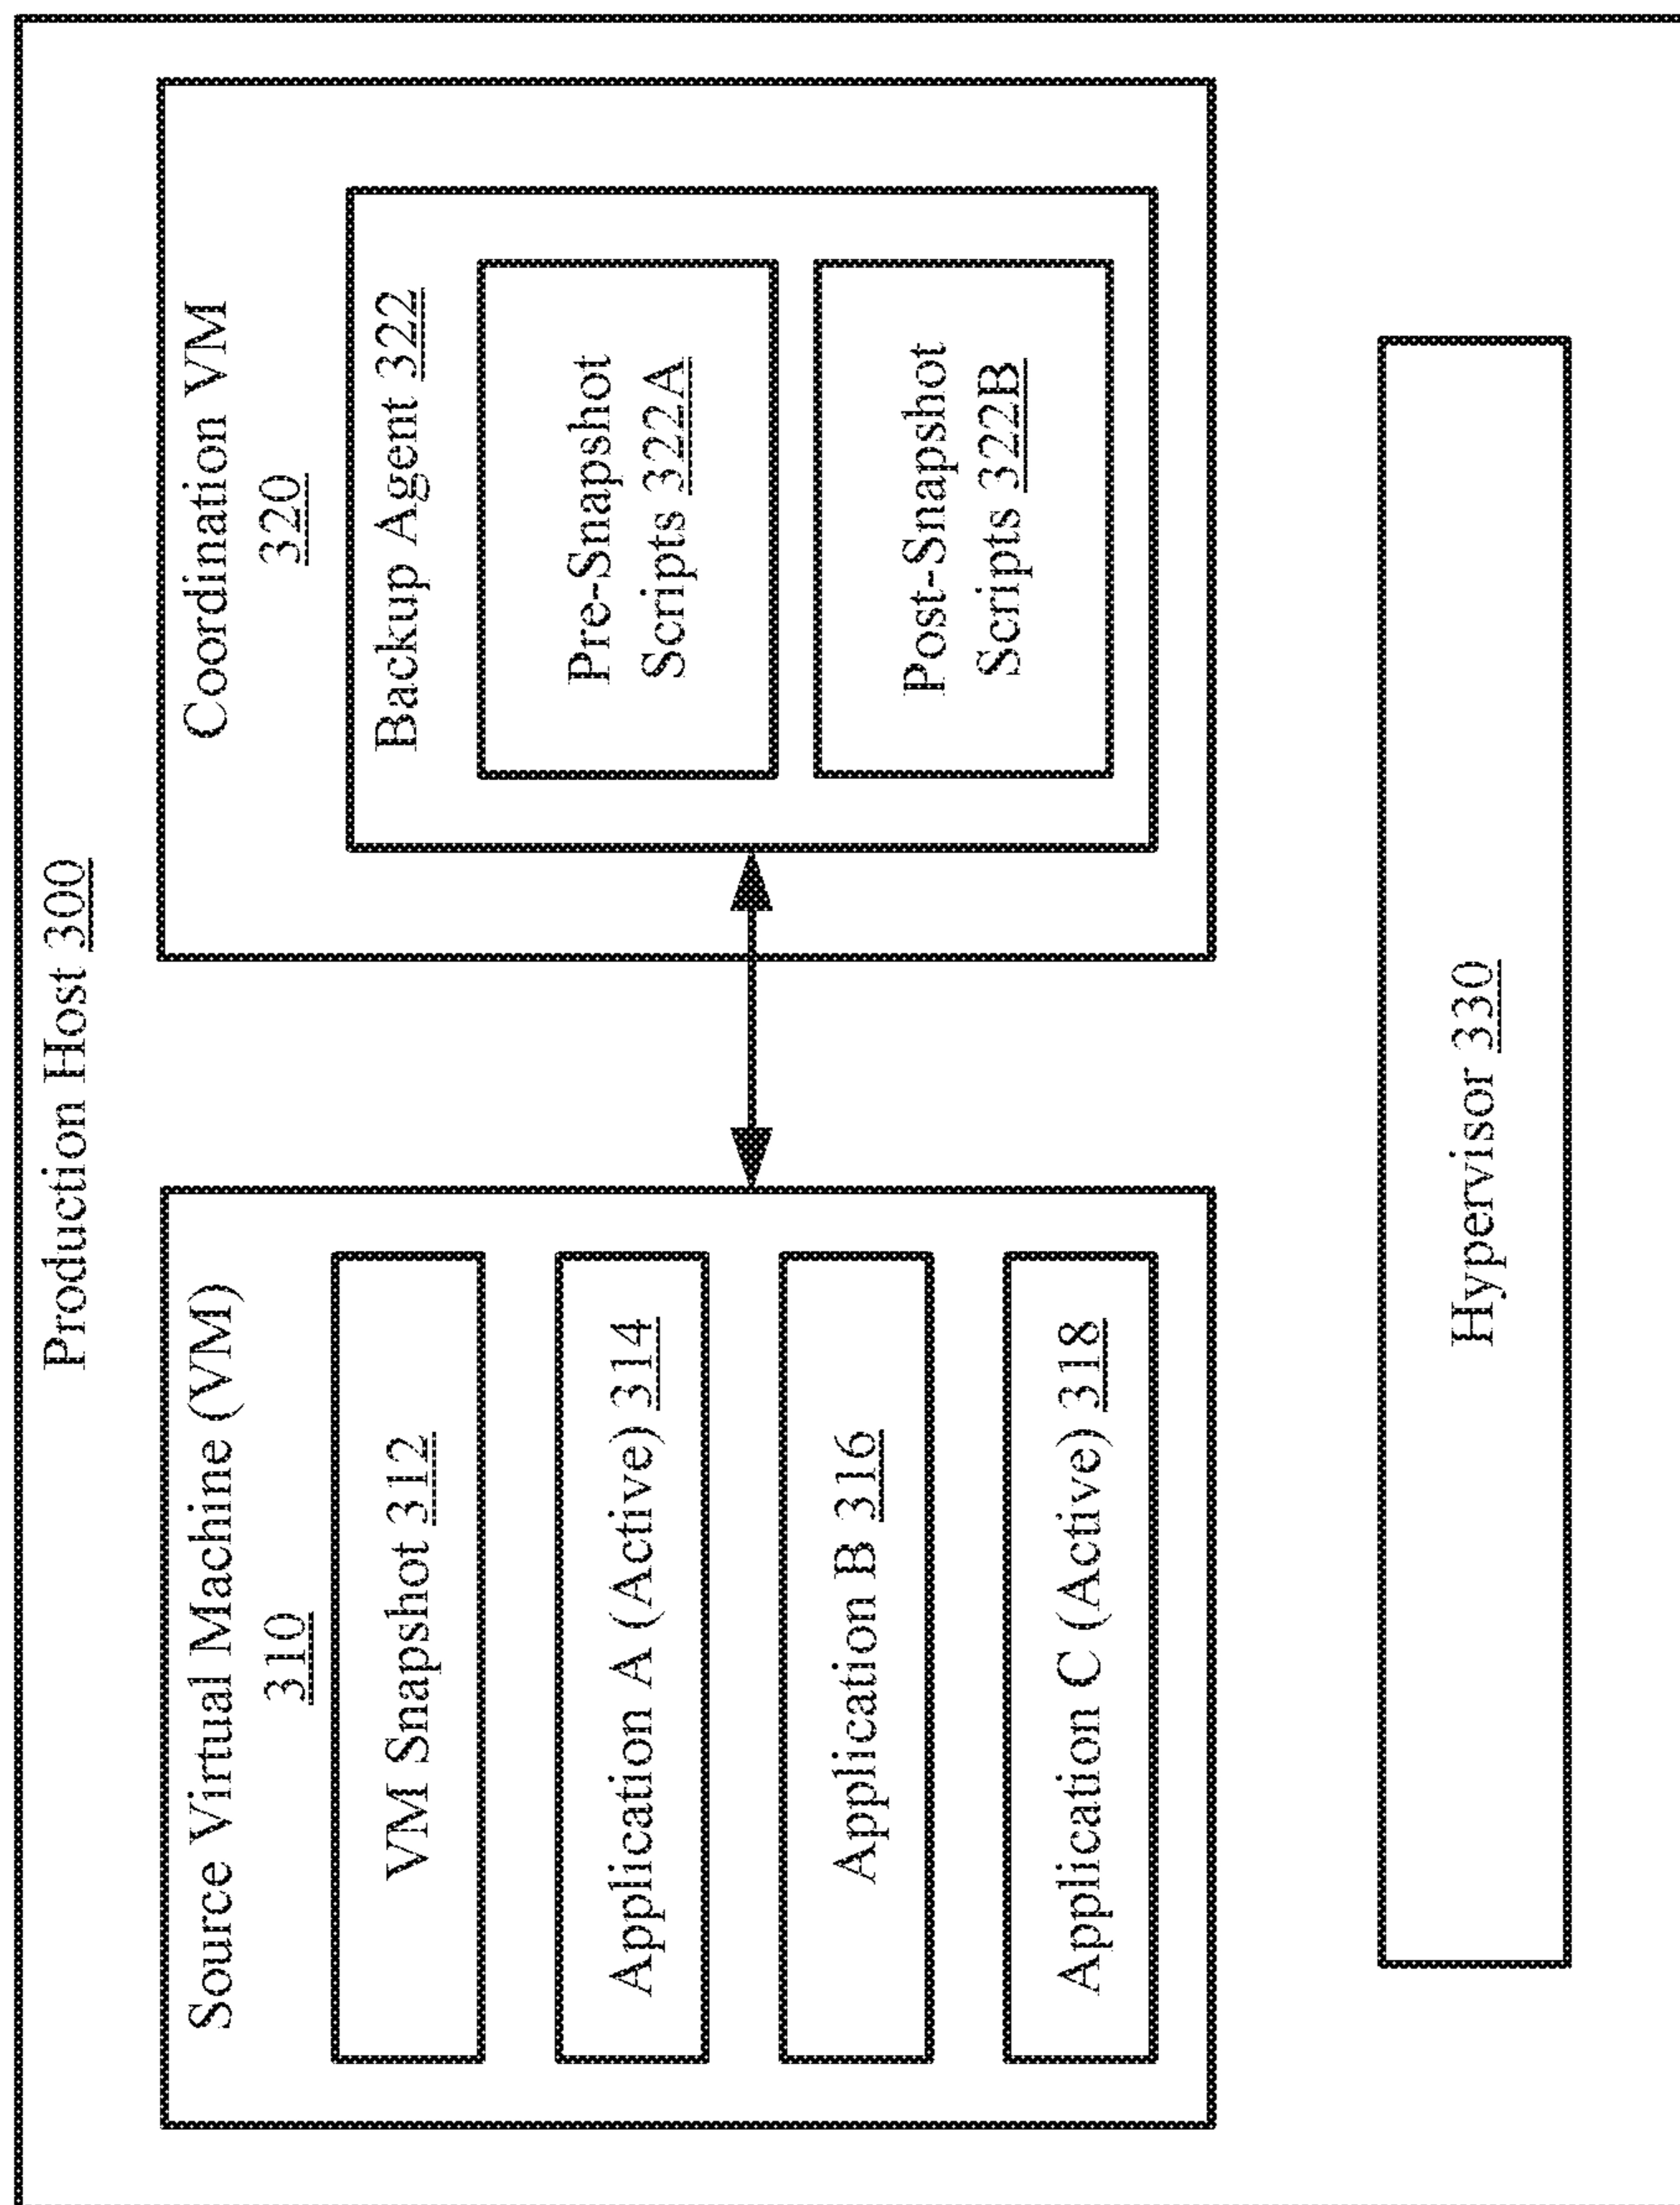 Production Host 300
Source Virtual Machine (VM)
310
VM Snapshot 312
Application A (Active) 314
Application B 316
Application C (Active) 318
Coordination VM
320
Backup Agent 322
Pre-Snapshot
Scripts 322A
Post-Snapshot
Scripts 322B
Hypervisor 330